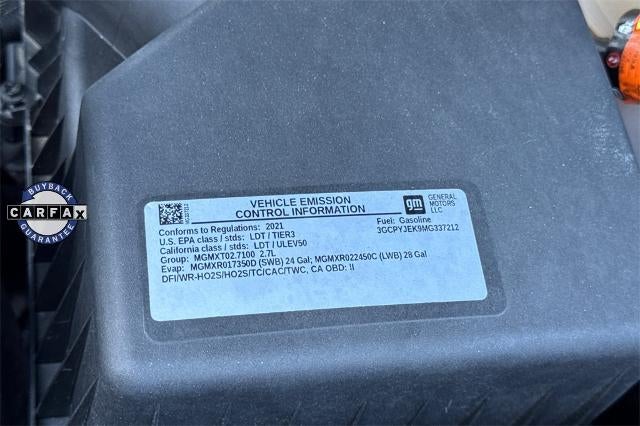 VEHICLE EMISSION
CONTROL INFORMATION
gm
GENERAL
MOTORS
LLC
Conforms to Regulations: 2021
Fuel: Gasoline
U.S. EPA class / stds: LDT / TIER3
3GCPYJEK9MG337212
California class / stds: LDT / ULEV50
Group: MGMXT02.7100 2.7L
Evap: MGMXR017350D (SWB) 24 Gal; MGMXR022450C (LWB) 28 Gal
DFI/WR-HO2S/HO2S/TC/CAC/TWC, CA OBD: II
BUYBACK
CARFAX
GUARANTEE